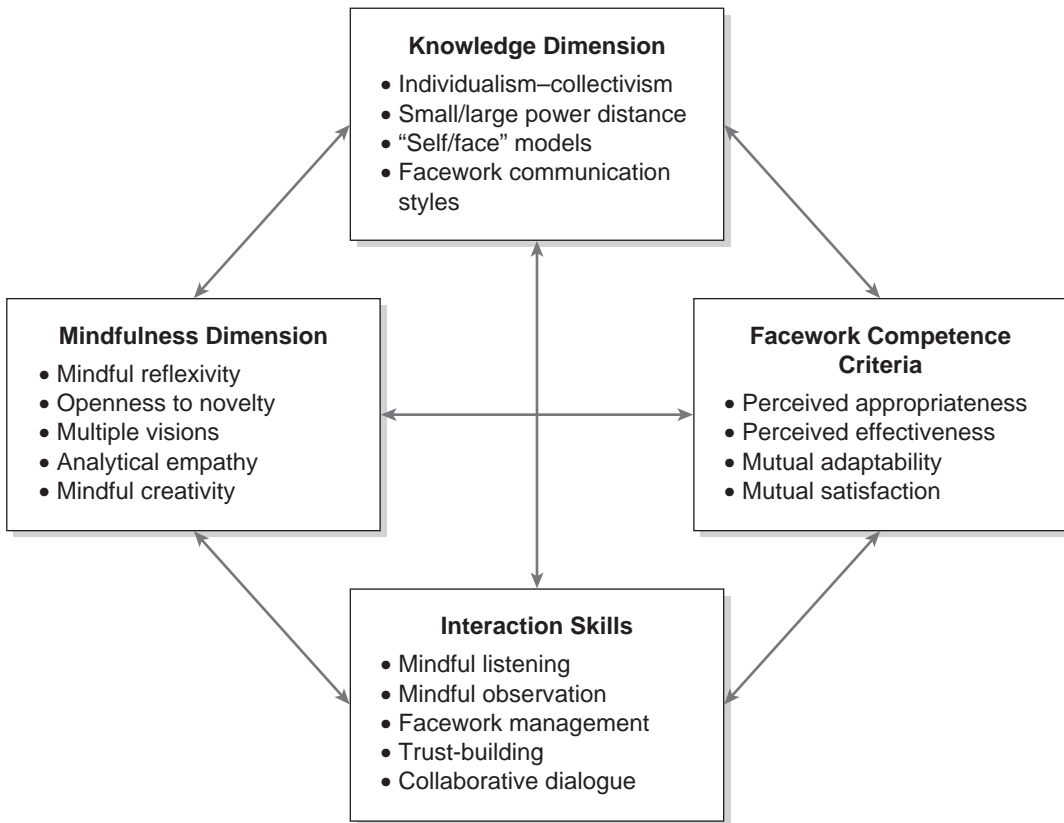 Knowledge Dimension
• Individualism–collectivism
• Small/large power distance
• “Self/face” models
• Facework communication
styles
Mindfulness Dimension
• Mindful reflexivity
• Openness to novelty
• Multiple visions
• Analytical empathy
• Mindful creativity
Facework Competence
Criteria
• Perceived appropriateness
• Perceived effectiveness
• Mutual adaptability
• Mutual satisfaction
Interaction Skills
• Mindful listening
• Mindful observation
• Facework management
• Trust-building
• Collaborative dialogue